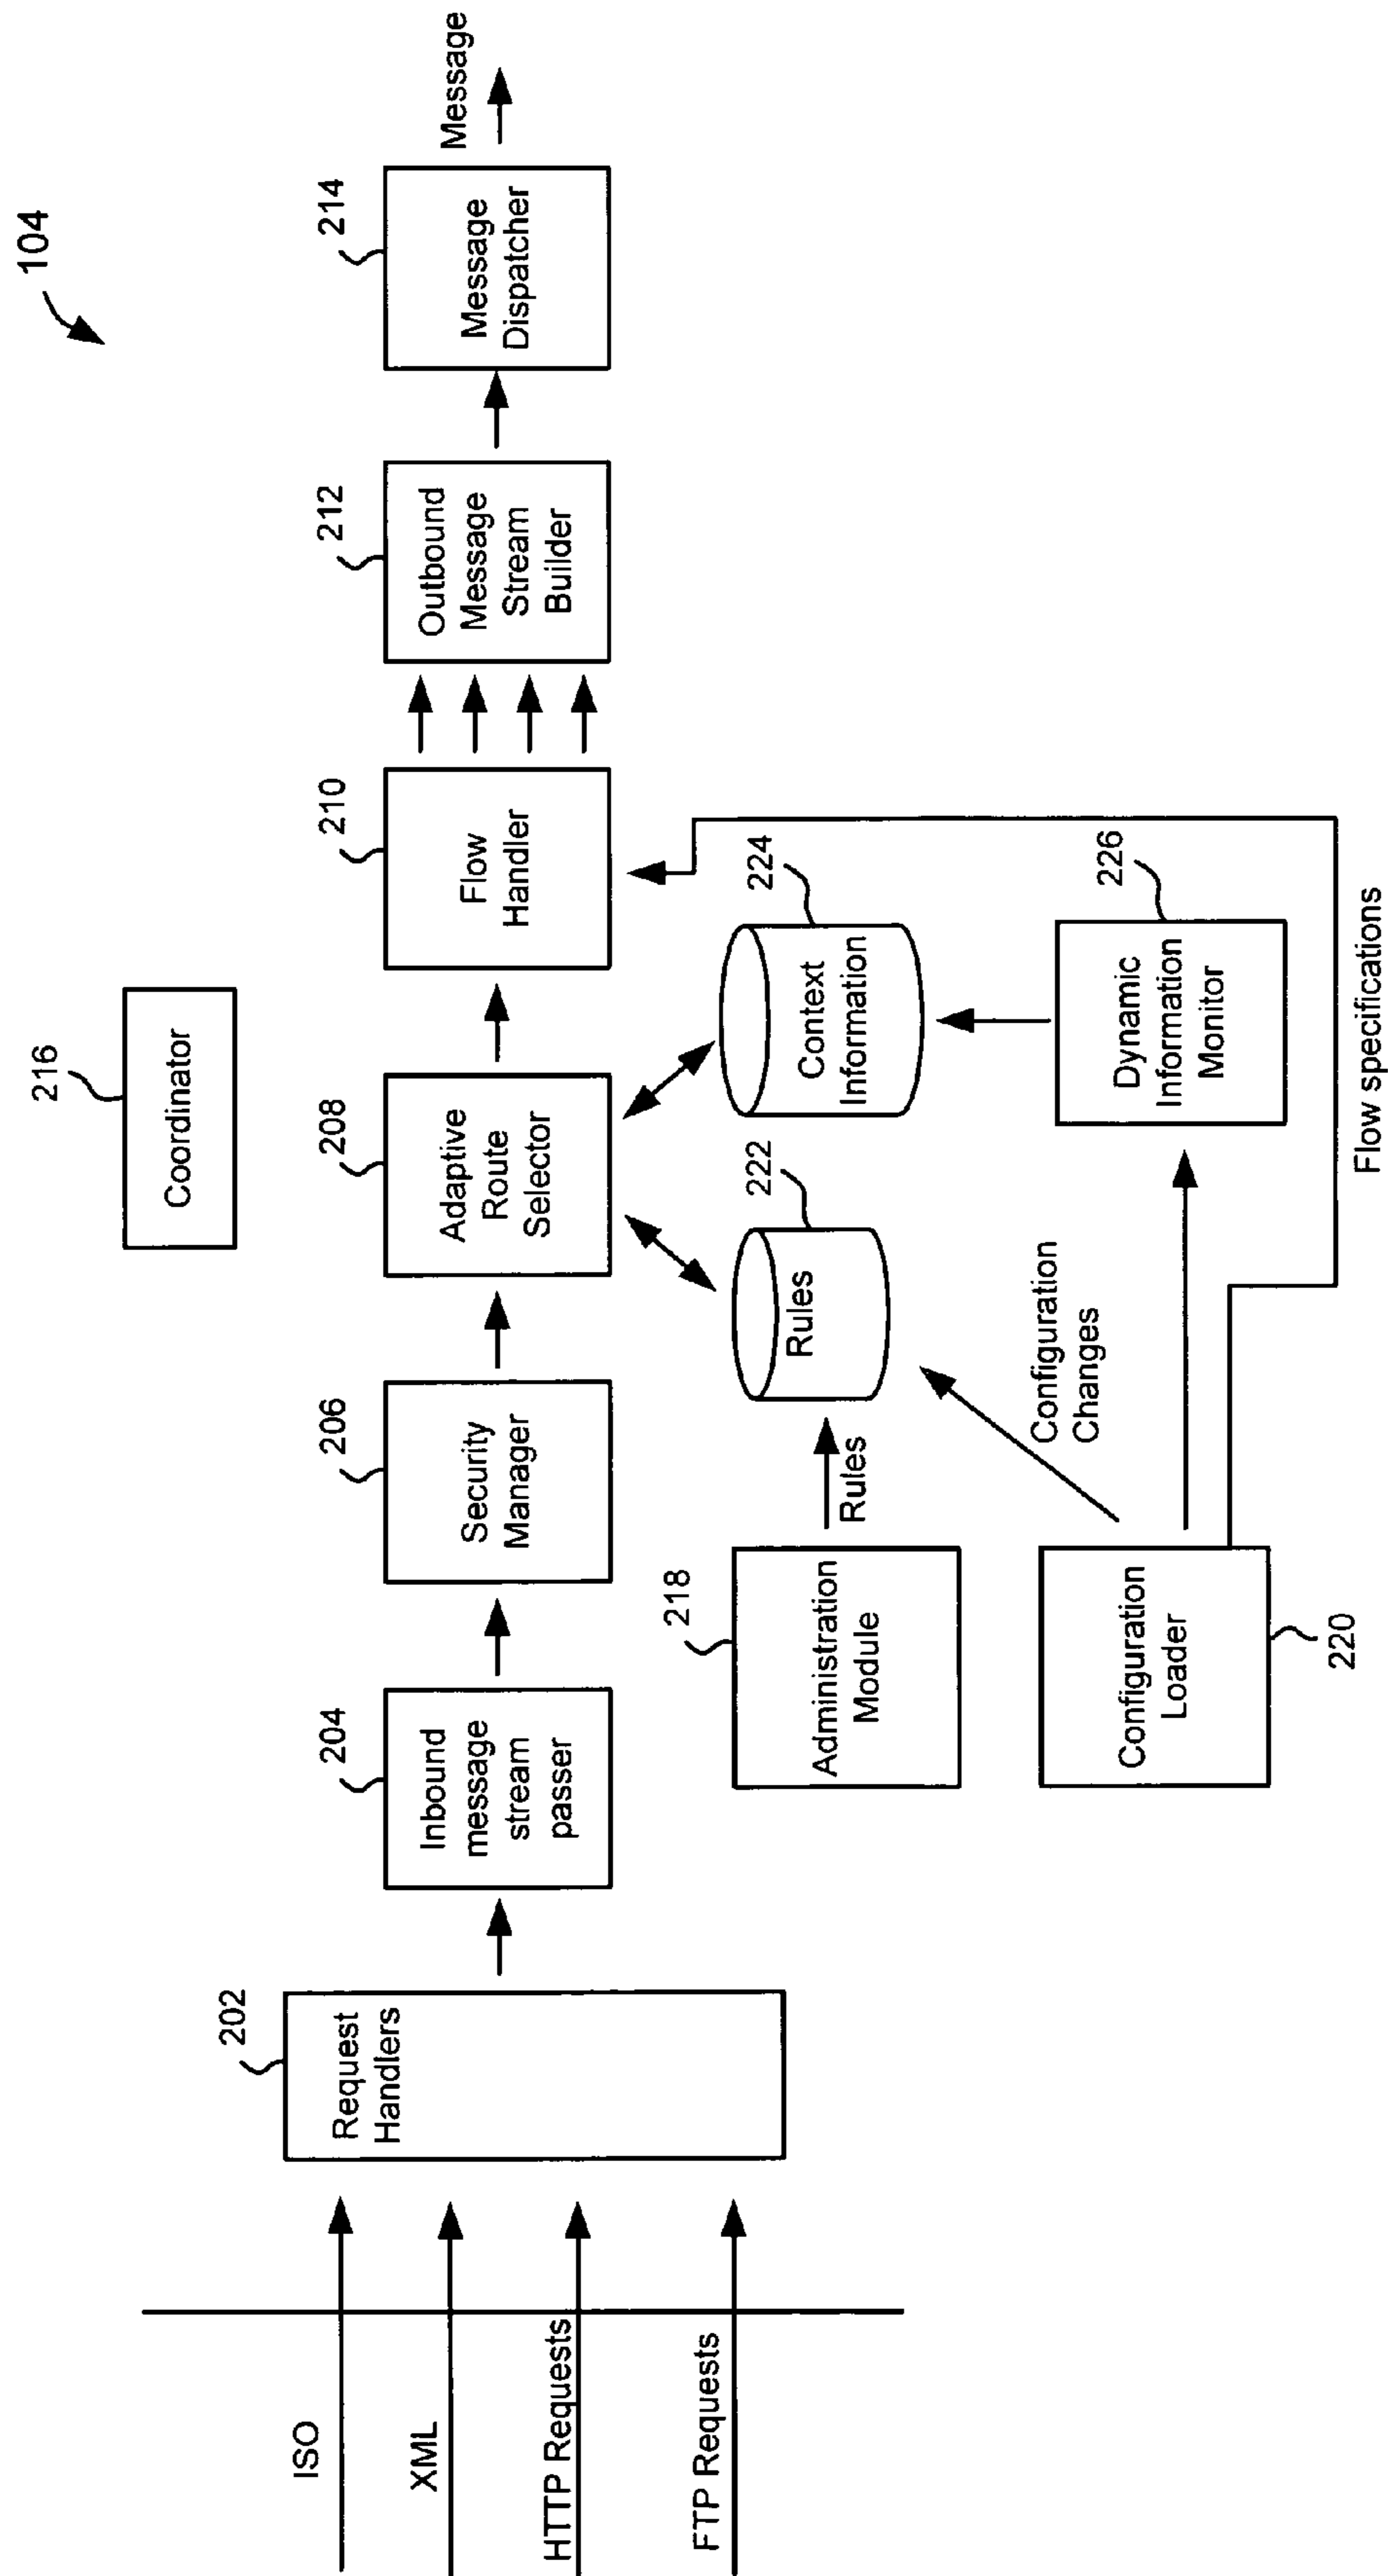 104
216
Coordinator
ISO
XML
HTTP Requests
FTP Requests
202
Request
Handlers
204
Inbound
message
stream
passer
206
Security
Manager
208
Adaptive
Route
Selector
210
Flow
Handler
212
Outbound
Message
Stream
Builder
214
Message
Dispatcher
Message
218
Administration
Module
Rules
222
Rules
224
Context
Information
220
Configuration
Loader
Configuration
Changes
226
Dynamic
Information
Monitor
Flow specifications